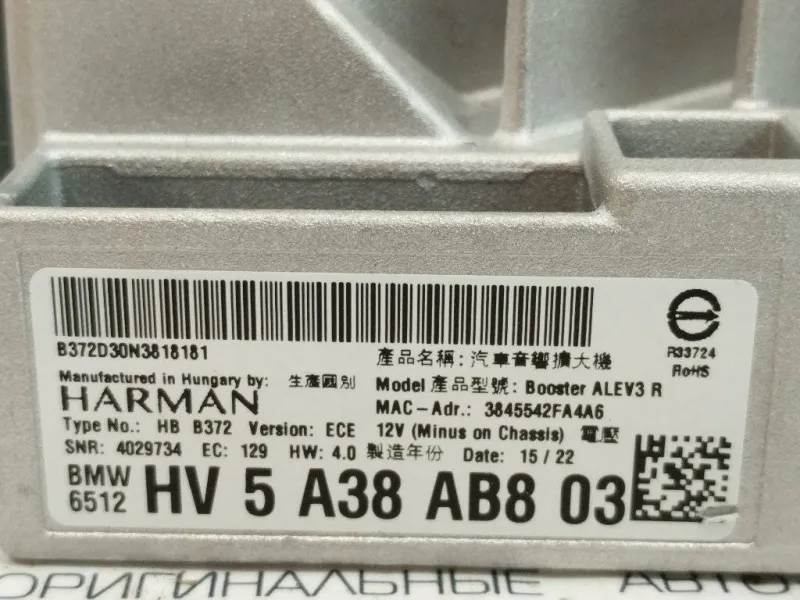 B372D30N3818181
產品名稱: 汽車音響擴大機
R33724
RoHS
Manufactured in Hungary by: 生產國別
HARMAN
Model 產品型號: Booster ALEV3 R
MAC-Adr.: 3845542FA4A6
Type No.: HB B372 Version: ECE 12V (Minus on Chassis) 電壓
SNR: 4029734 EC: 129 HW: 4.0 製造年份 Date: 15/22
BMW
6512
HV 5 A38 AB8 03
ОРИГИНАЛЬНЫЕ АВТО